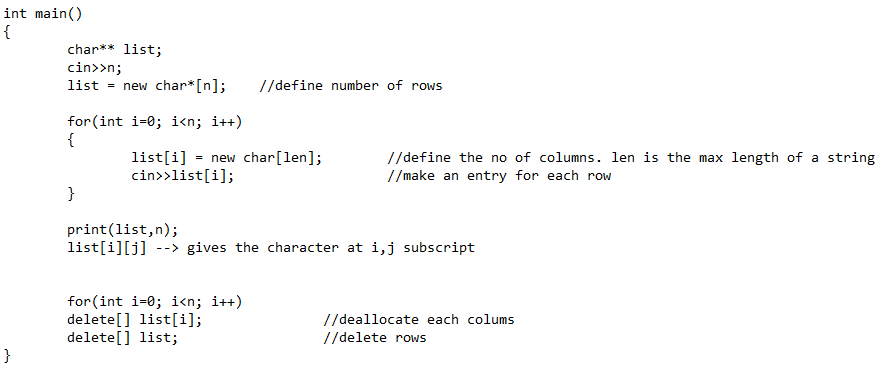 int main()
{
        char** list;
        cin>>n;
        list = new char*[n];    //define number of rows

        for(int i=0; i<n; i++)
        {
                list[i] = new char[len];        //define the no of columns. len is the max length of a string
                cin>>list[i];                   //make an entry for each row
        }

        print(list,n);
        list[i][j] --> gives the character at i,j subscript


        for(int i=0; i<n; i++)
        delete[] list[i];               //deallocate each colums
        delete[] list;                  //delete rows
}